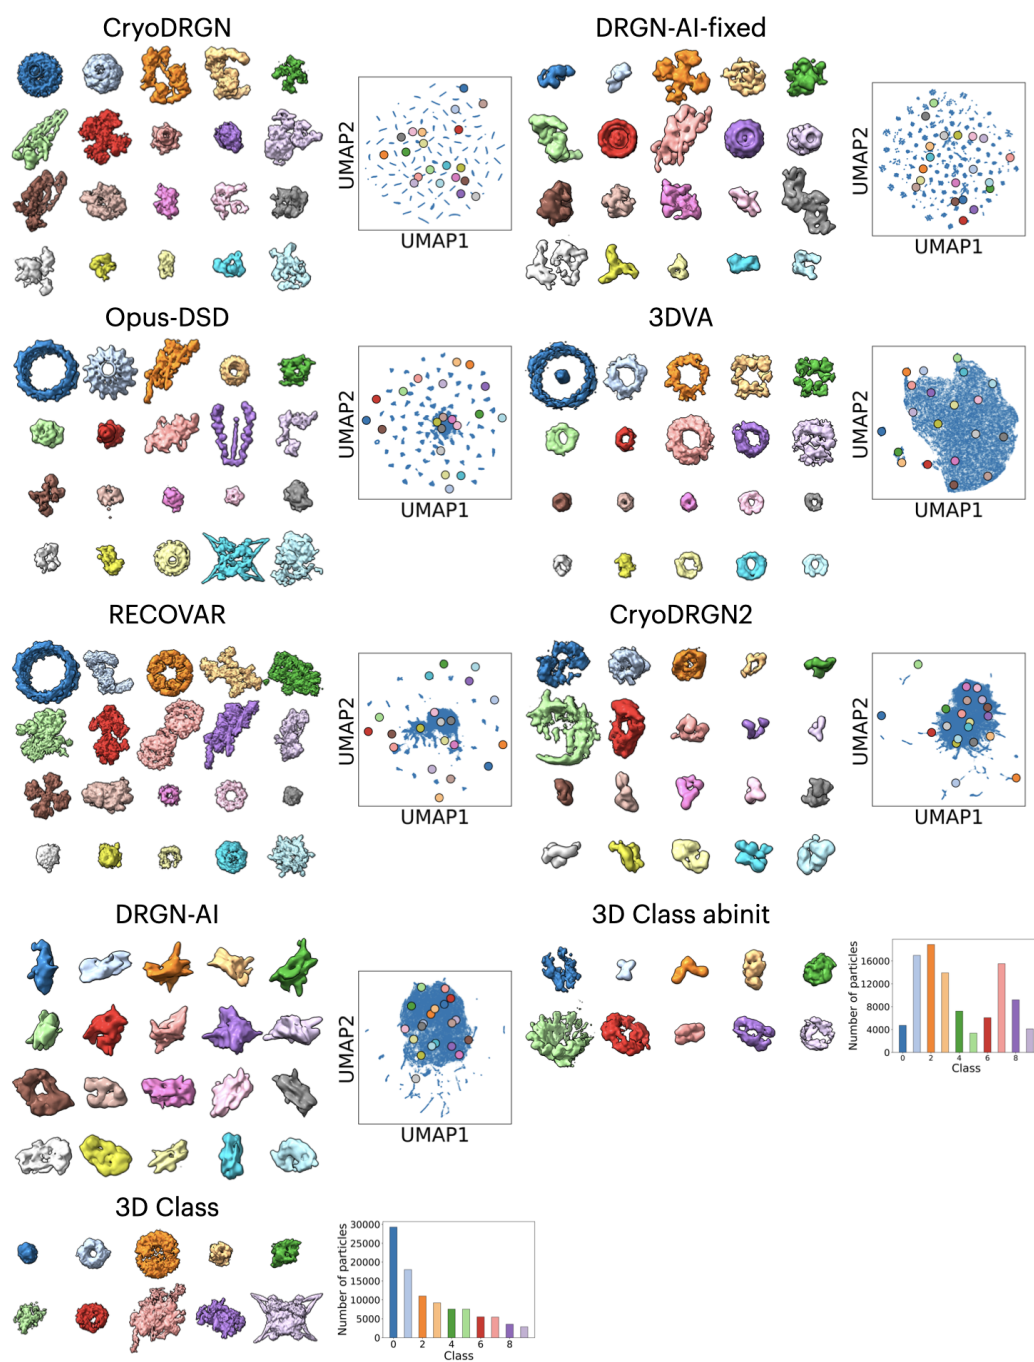 CryoDRGN
DRGN-AI-fixed
UMAP2
UMAP1
UMAP2
UMAP1
Opus-DSD
3DVA
UMAP2
UMAP1
UMAP2
UMAP1
RECOVAR
CryoDRGN2
UMAP2
UMAP1
UMAP2
UMAP1
DRGN-AI
3D Class abinit
UMAP2
UMAP1
Number of particles
16000
12000
8000
4000
0
0 2 4 6 8
Class
3D Class
Number of particles
30000
25000
20000
15000
10000
5000
0
0 2 4 6 8
Class